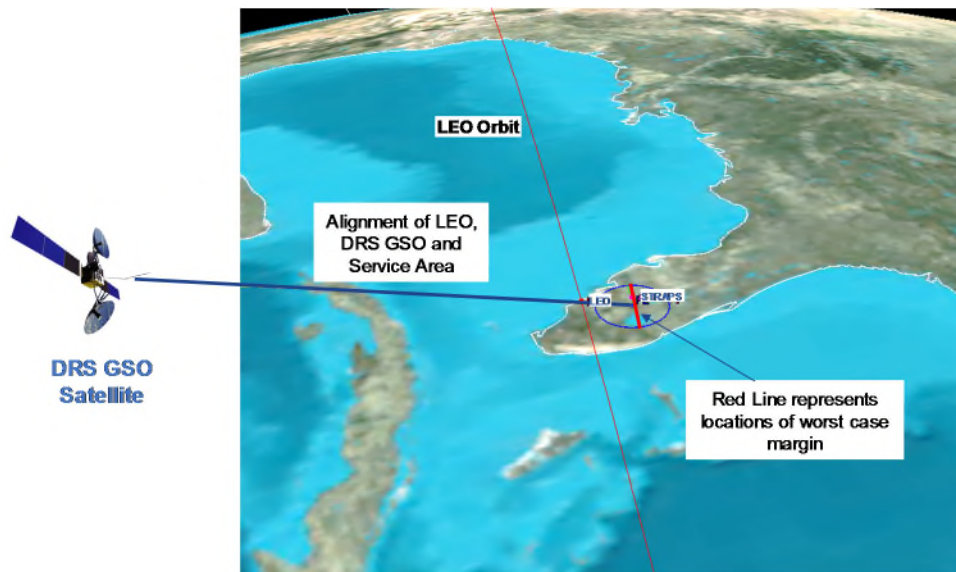 LEO Orbit
Alignment of LEO,
DRS GSO and
Service Area
LEO
STRAPS
DRS GSO
Satellite
Red Line represents
locations of worst case
margin